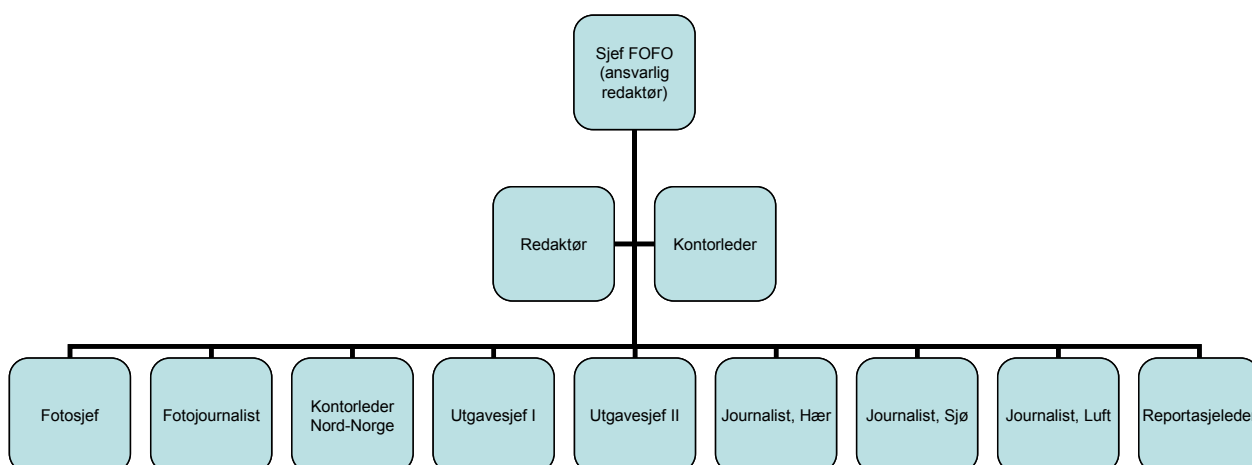 Sjef FOFO
(ansvarlig
redaktør)
Redaktør
Kontorleder
Fotosjef
Fotojournalist
Kontorleder
Nord-Norge
Utgavesjef I
Utgavesjef II
Journalist, Hær
Journalist, Sjø
Journalist, Luft
Reportasjeleder